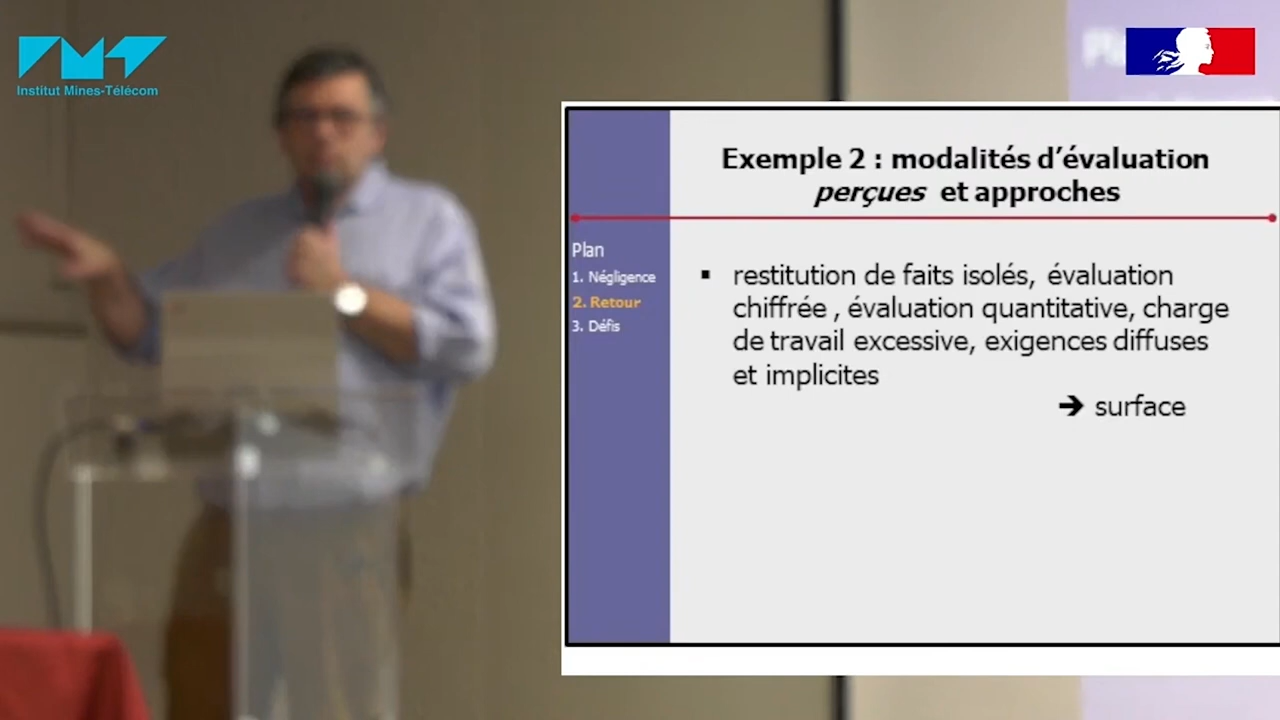 Institut Mines-Télécom
Exemple 2 : modalités d’évaluation
perçues et approches
Plan
1. Négligence
2. Retour
3. Défis
▪ restitution de faits isolés, évaluation
chiffrée , évaluation quantitative, charge
de travail excessive, exigences diffuses
et implicites
➔ surface